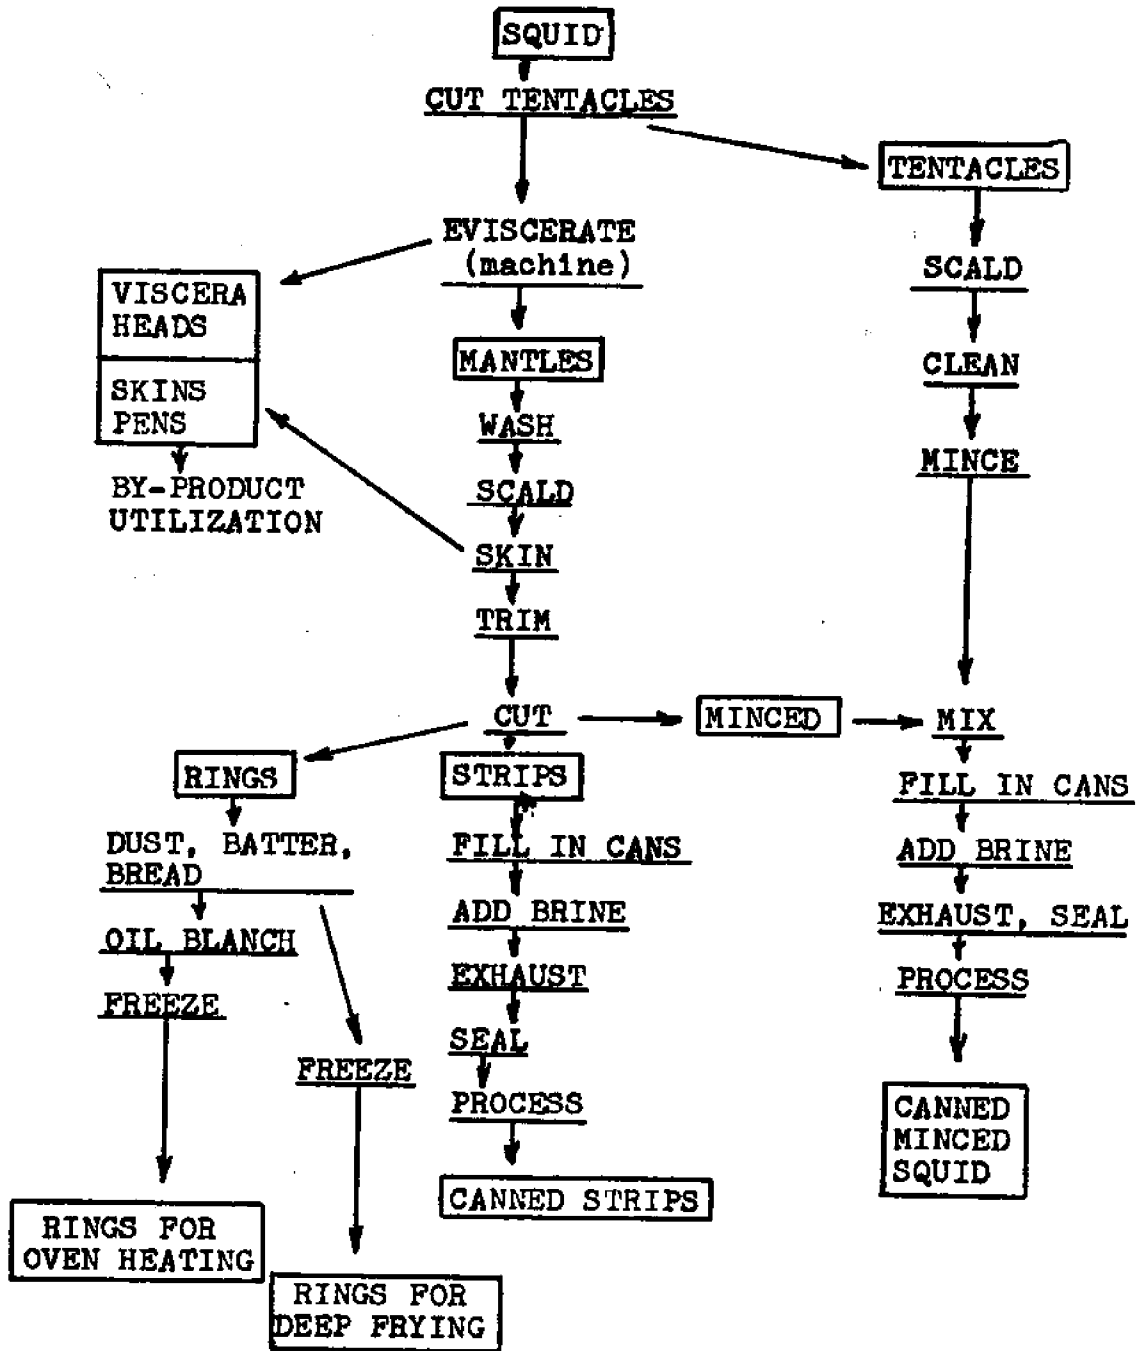 SQUID
CUT TENTACLES
TENTACLES
EVISCERATE
(machine)
SCALD
VISCERA
HEADS
MANTLES
CLEAN
SKINS
PENS
WASH
MINCE
SCALD
BY-PRODUCT
UTILIZATION
SKIN
TRIM
CUT
MINCED
MIX
RINGS
STRIPS
FILL IN CANS
DUST, BATTER,
BREAD
FILL IN CANS
ADD BRINE
OIL BLANCH
ADD BRINE
EXHAUST, SEAL
FREEZE
EXHAUST
PROCESS
SEAL
FREEZE
PROCESS
CANNED
MINCED
SQUID
CANNED STRIPS
RINGS FOR
OVEN HEATING
RINGS FOR
DEEP FRYING